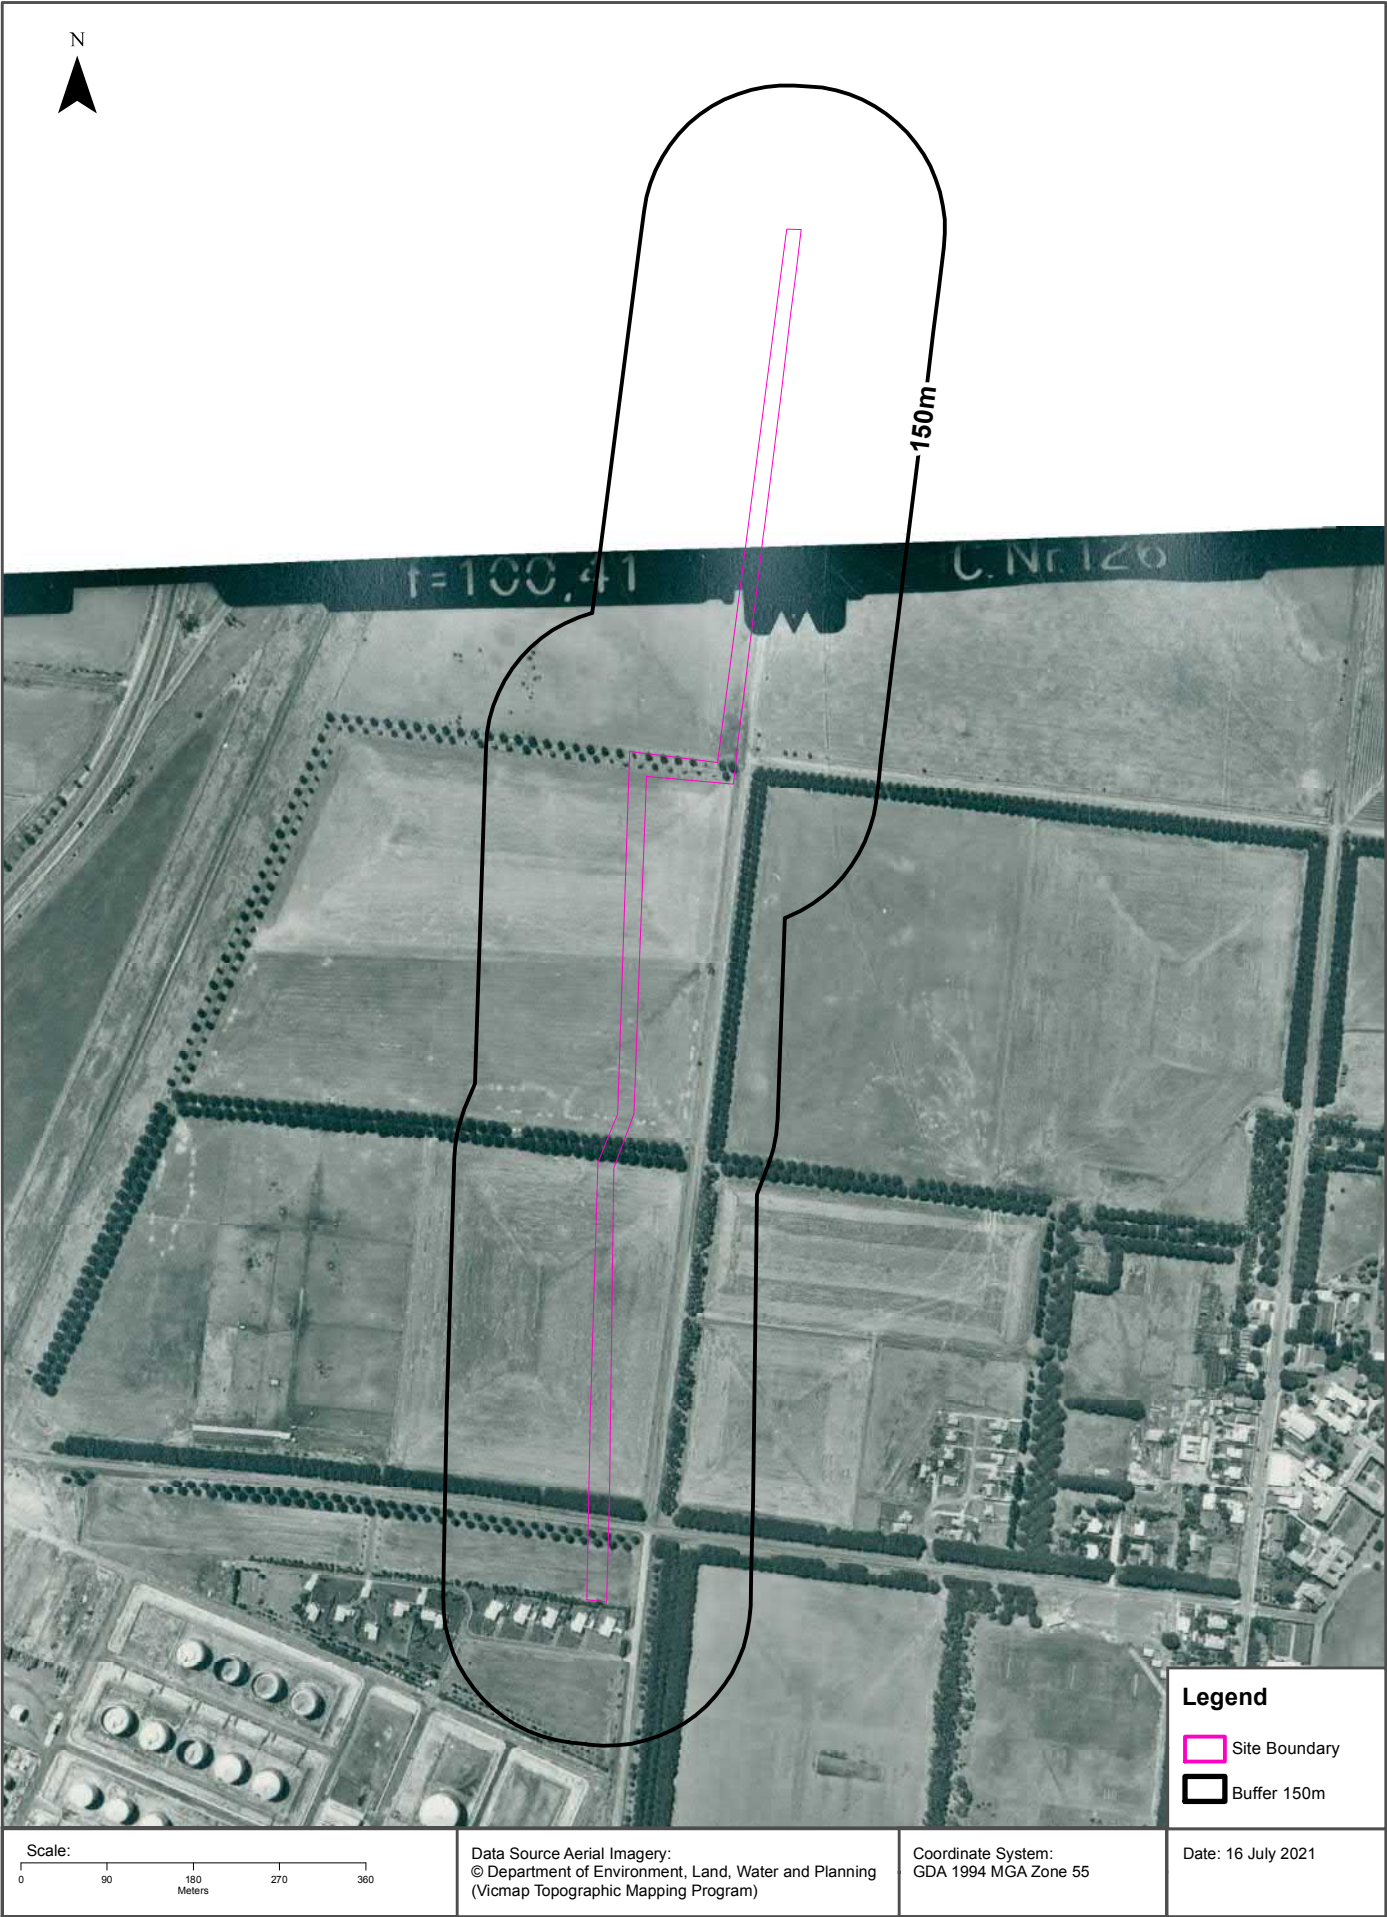 N
150m
f=100,41
C.Nr.126
Legend
Site Boundary
Buffer 150m
Scale:
0 90 180 270 360
Meters
Data Source Aerial Imagery:
© Department of Environment, Land, Water and Planning
(Vicmap Topographic Mapping Program)
Coordinate System:
GDA 1994 MGA Zone 55
Date: 16 July 2021